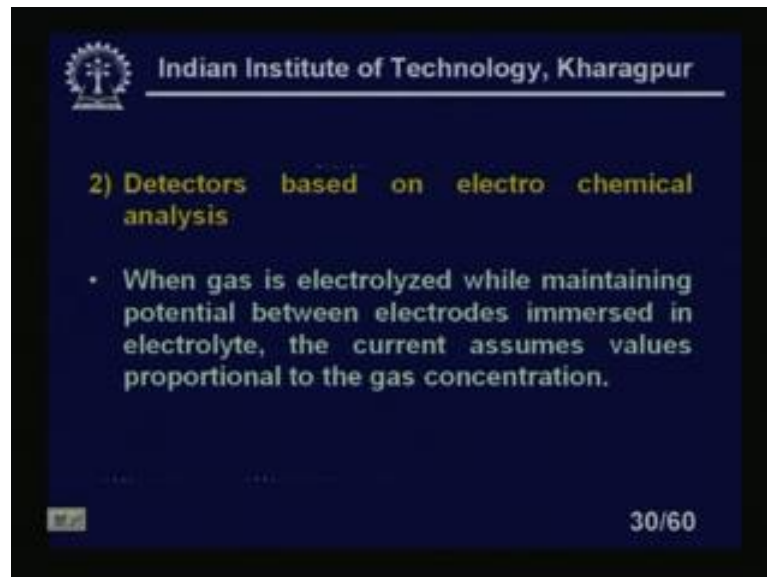 Indian Institute of Technology, Kharagpur
2) Detectors based on electro chemical
analysis
• When gas is electrolyzed while maintaining
potential between electrodes immersed in
electrolyte, the current assumes values
proportional to the gas concentration.
30/60